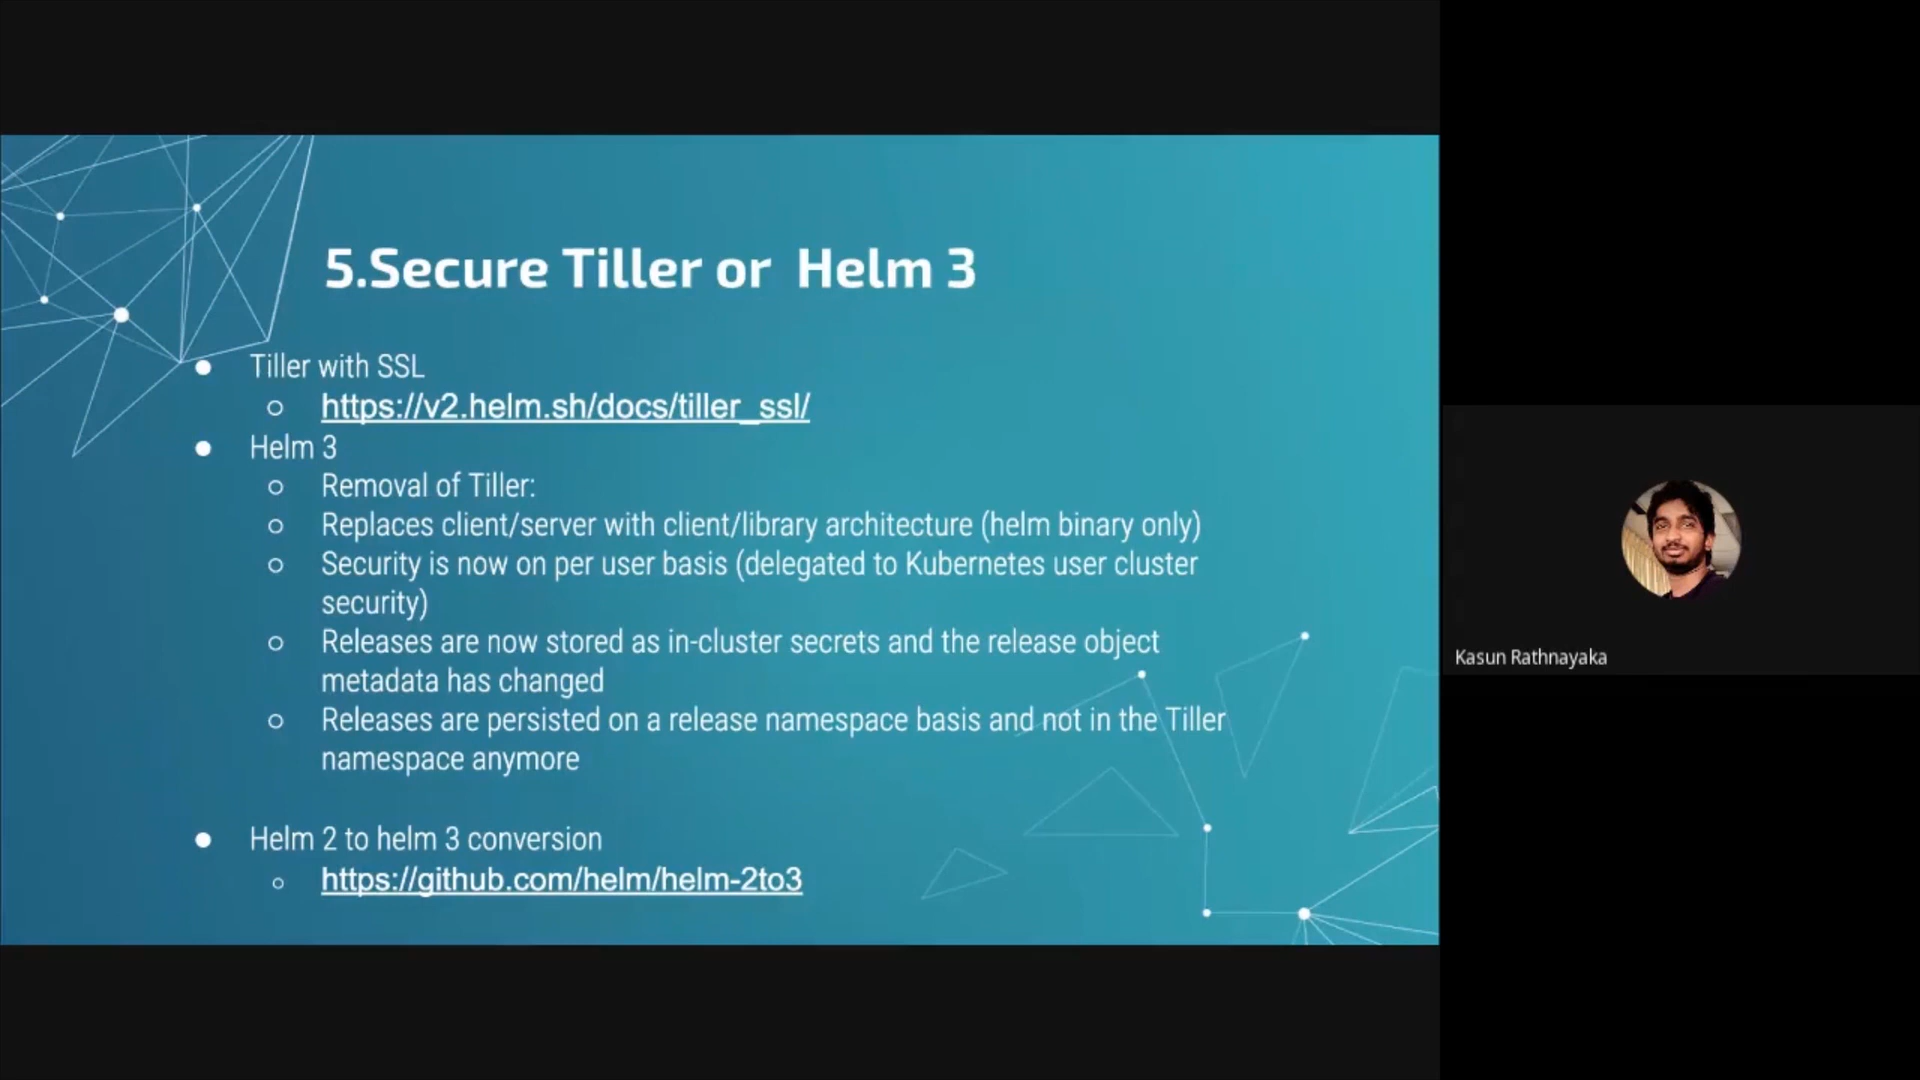 5.Secure Tiller or Helm 3
● Tiller with SSL
○ https://v2.helm.sh/docs/tiller_ssl/
● Helm 3
○ Removal of Tiller:
○ Replaces client/server with client/library architecture (helm binary only)
○ Security is now on per user basis (delegated to Kubernetes user cluster
security)
○ Releases are now stored as in-cluster secrets and the release object
metadata has changed
○ Releases are persisted on a release namespace basis and not in the Tiller
namespace anymore
● Helm 2 to helm 3 conversion
○ https://github.com/helm/helm-2to3
Kasun Rathnayaka